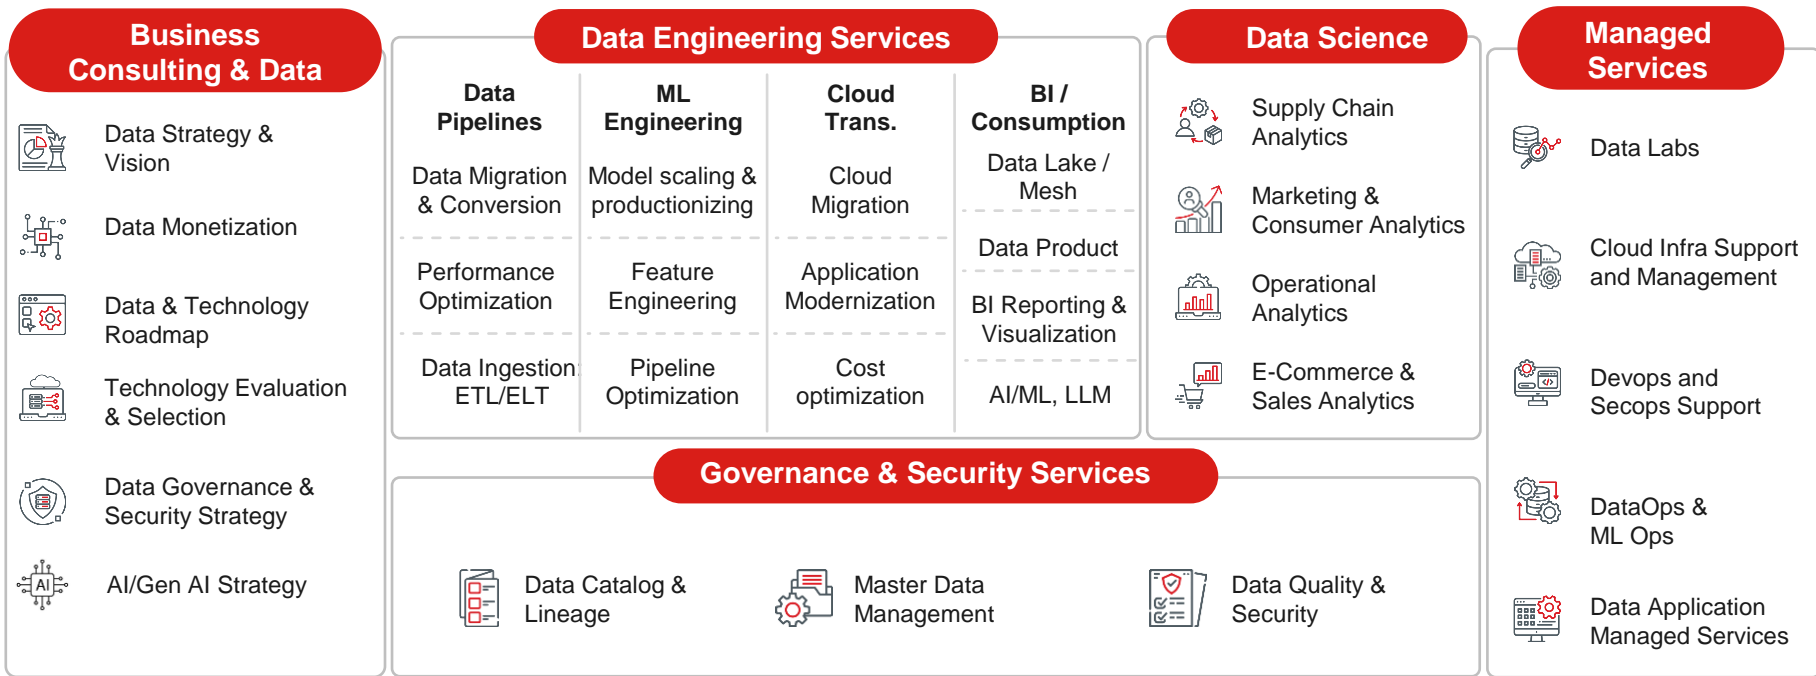 Business
Consulting & Data
Data Strategy &
Vision
Data Monetization
Data & Technology
Roadmap
Technology Evaluation
& Selection
Data Governance &
Security Strategy
AI
AI/Gen AI Strategy
Data Engineering Services
Data
Pipelines
Data Migration
& Conversion
Performance
Optimization
Data Ingestion:
ETL/ELT
ML
Engineering
Model scaling &
productionizing
Feature
Engineering
Pipeline
Optimization
Cloud
Trans.
Cloud
Migration
Application
Modernization
Cost
optimization
BI /
Consumption
Data Lake /
Mesh
Data Product
BI Reporting &
Visualization
AI/ML, LLM
Data Science
Supply Chain
Analytics
Marketing &
Consumer Analytics
Operational
Analytics
E-Commerce &
Sales Analytics
Governance & Security Services
Data Catalog &
Lineage
Master Data
Management
Data Quality &
Security
Managed
Services
Data Labs
Cloud Infra Support
and Management
Devops and
Secops Support
DataOps &
ML Ops
Data Application
Managed Services